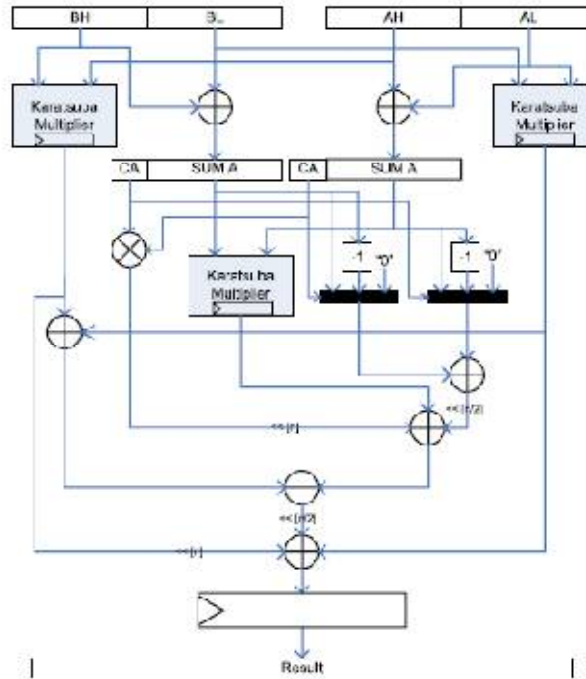 BH BL AH AL
Karatsuba Karatsuba
Multiplier Multiplier
CA SUM A CA SUM A
-1 "0" -1 "0"
Karatsuba
Multiplier
<<[n/2]
<<[n]
<<[n/2]
<<[n]
Result